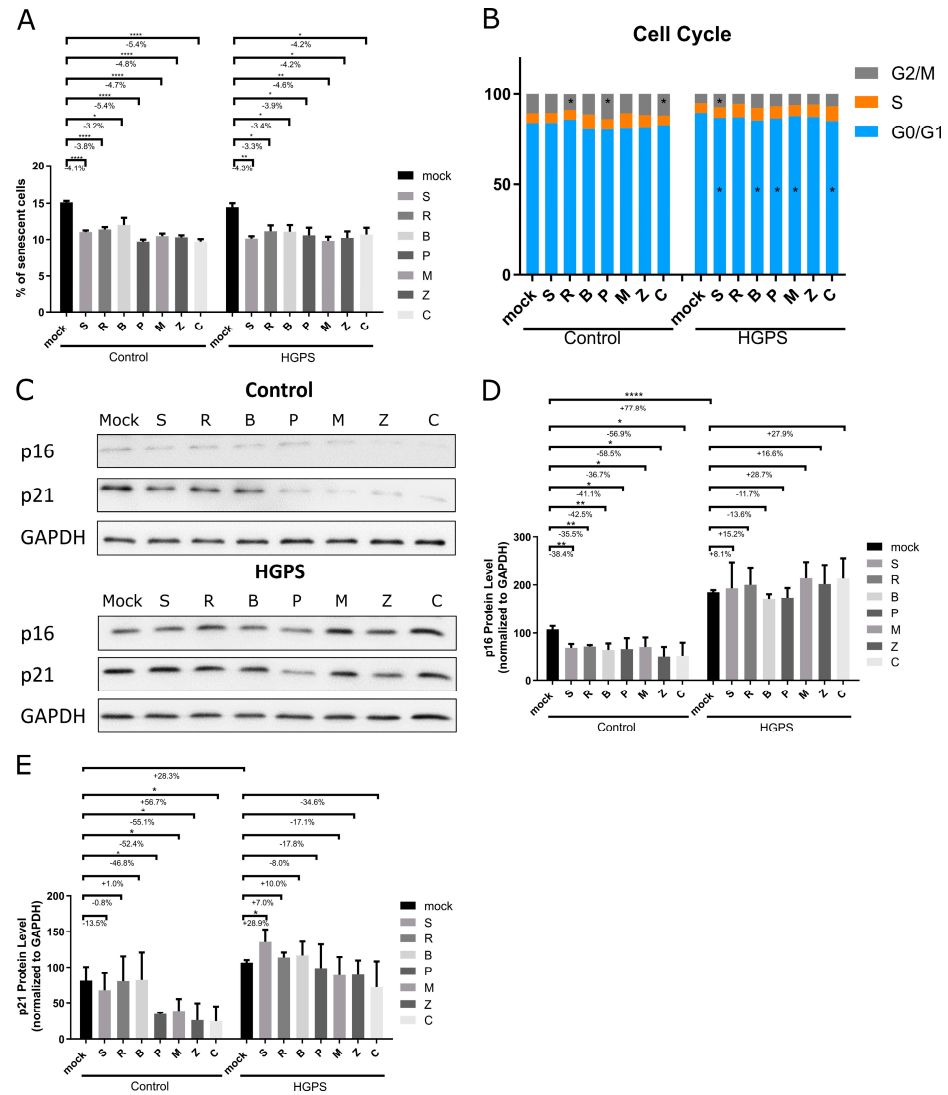 A
****
-5.4%
****
-4.8%
****
-4.7%
****
-5.4%
*
-3.2%
****
-3.8%
****
-4.1%
*
-4.2%
*
-4.2%
**
-4.6%
*
-3.9%
*
-3.4%
*
-3.3%
**
-4.3%
% of senescent cells
20
15
10
5
0
mock S R B P M Z C
mock S R B P M Z C
Control HGPS
mock
S
R
B
P
M
Z
C
B
Cell Cycle
100
50
0
* * * *
* * * * *
mock S R B P M Z C
mock S R B P M Z C
Control HGPS
G2/M
S
G0/G1
C
Control
Mock S R B P M Z C
p16
p21
GAPDH
HGPS
Mock S R B P M Z C
p16
p21
GAPDH
D
****
+77.8%
*
-56.9%
*
-58.5%
*
-36.7%
*
-41.1%
**
-42.5%
**
-35.5%
**
-38.4%
+27.9%
+16.6%
+28.7%
-11.7%
-13.6%
+15.2%
+8.1%
p16 Protein Level
(normalized to GAPDH)
300
200
100
0
mock S R B P M Z C
mock S R B P M Z C
Control HGPS
mock
S
R
B
P
M
Z
C
E
+28.3%
*
+56.7%
*
-55.1%
*
-52.4%
*
-46.8%
+1.0%
-0.8%
-13.5%
-34.6%
-17.1%
-17.8%
-8.0%
+10.0%
+7.0%
*
+28.9%
p21 Protein Level
(normalized to GAPDH)
200
150
100
50
0
mock S R B P M Z C
mock S R B P M Z C
Control HGPS
mock
S
R
B
P
M
Z
C